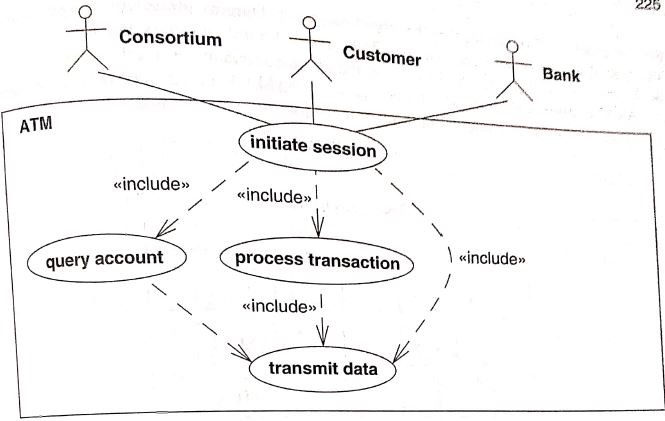 225
Consortium
Customer
Bank
ATM
initiate session
«include»
«include»
query account
process transaction
«include»
«include»
transmit data